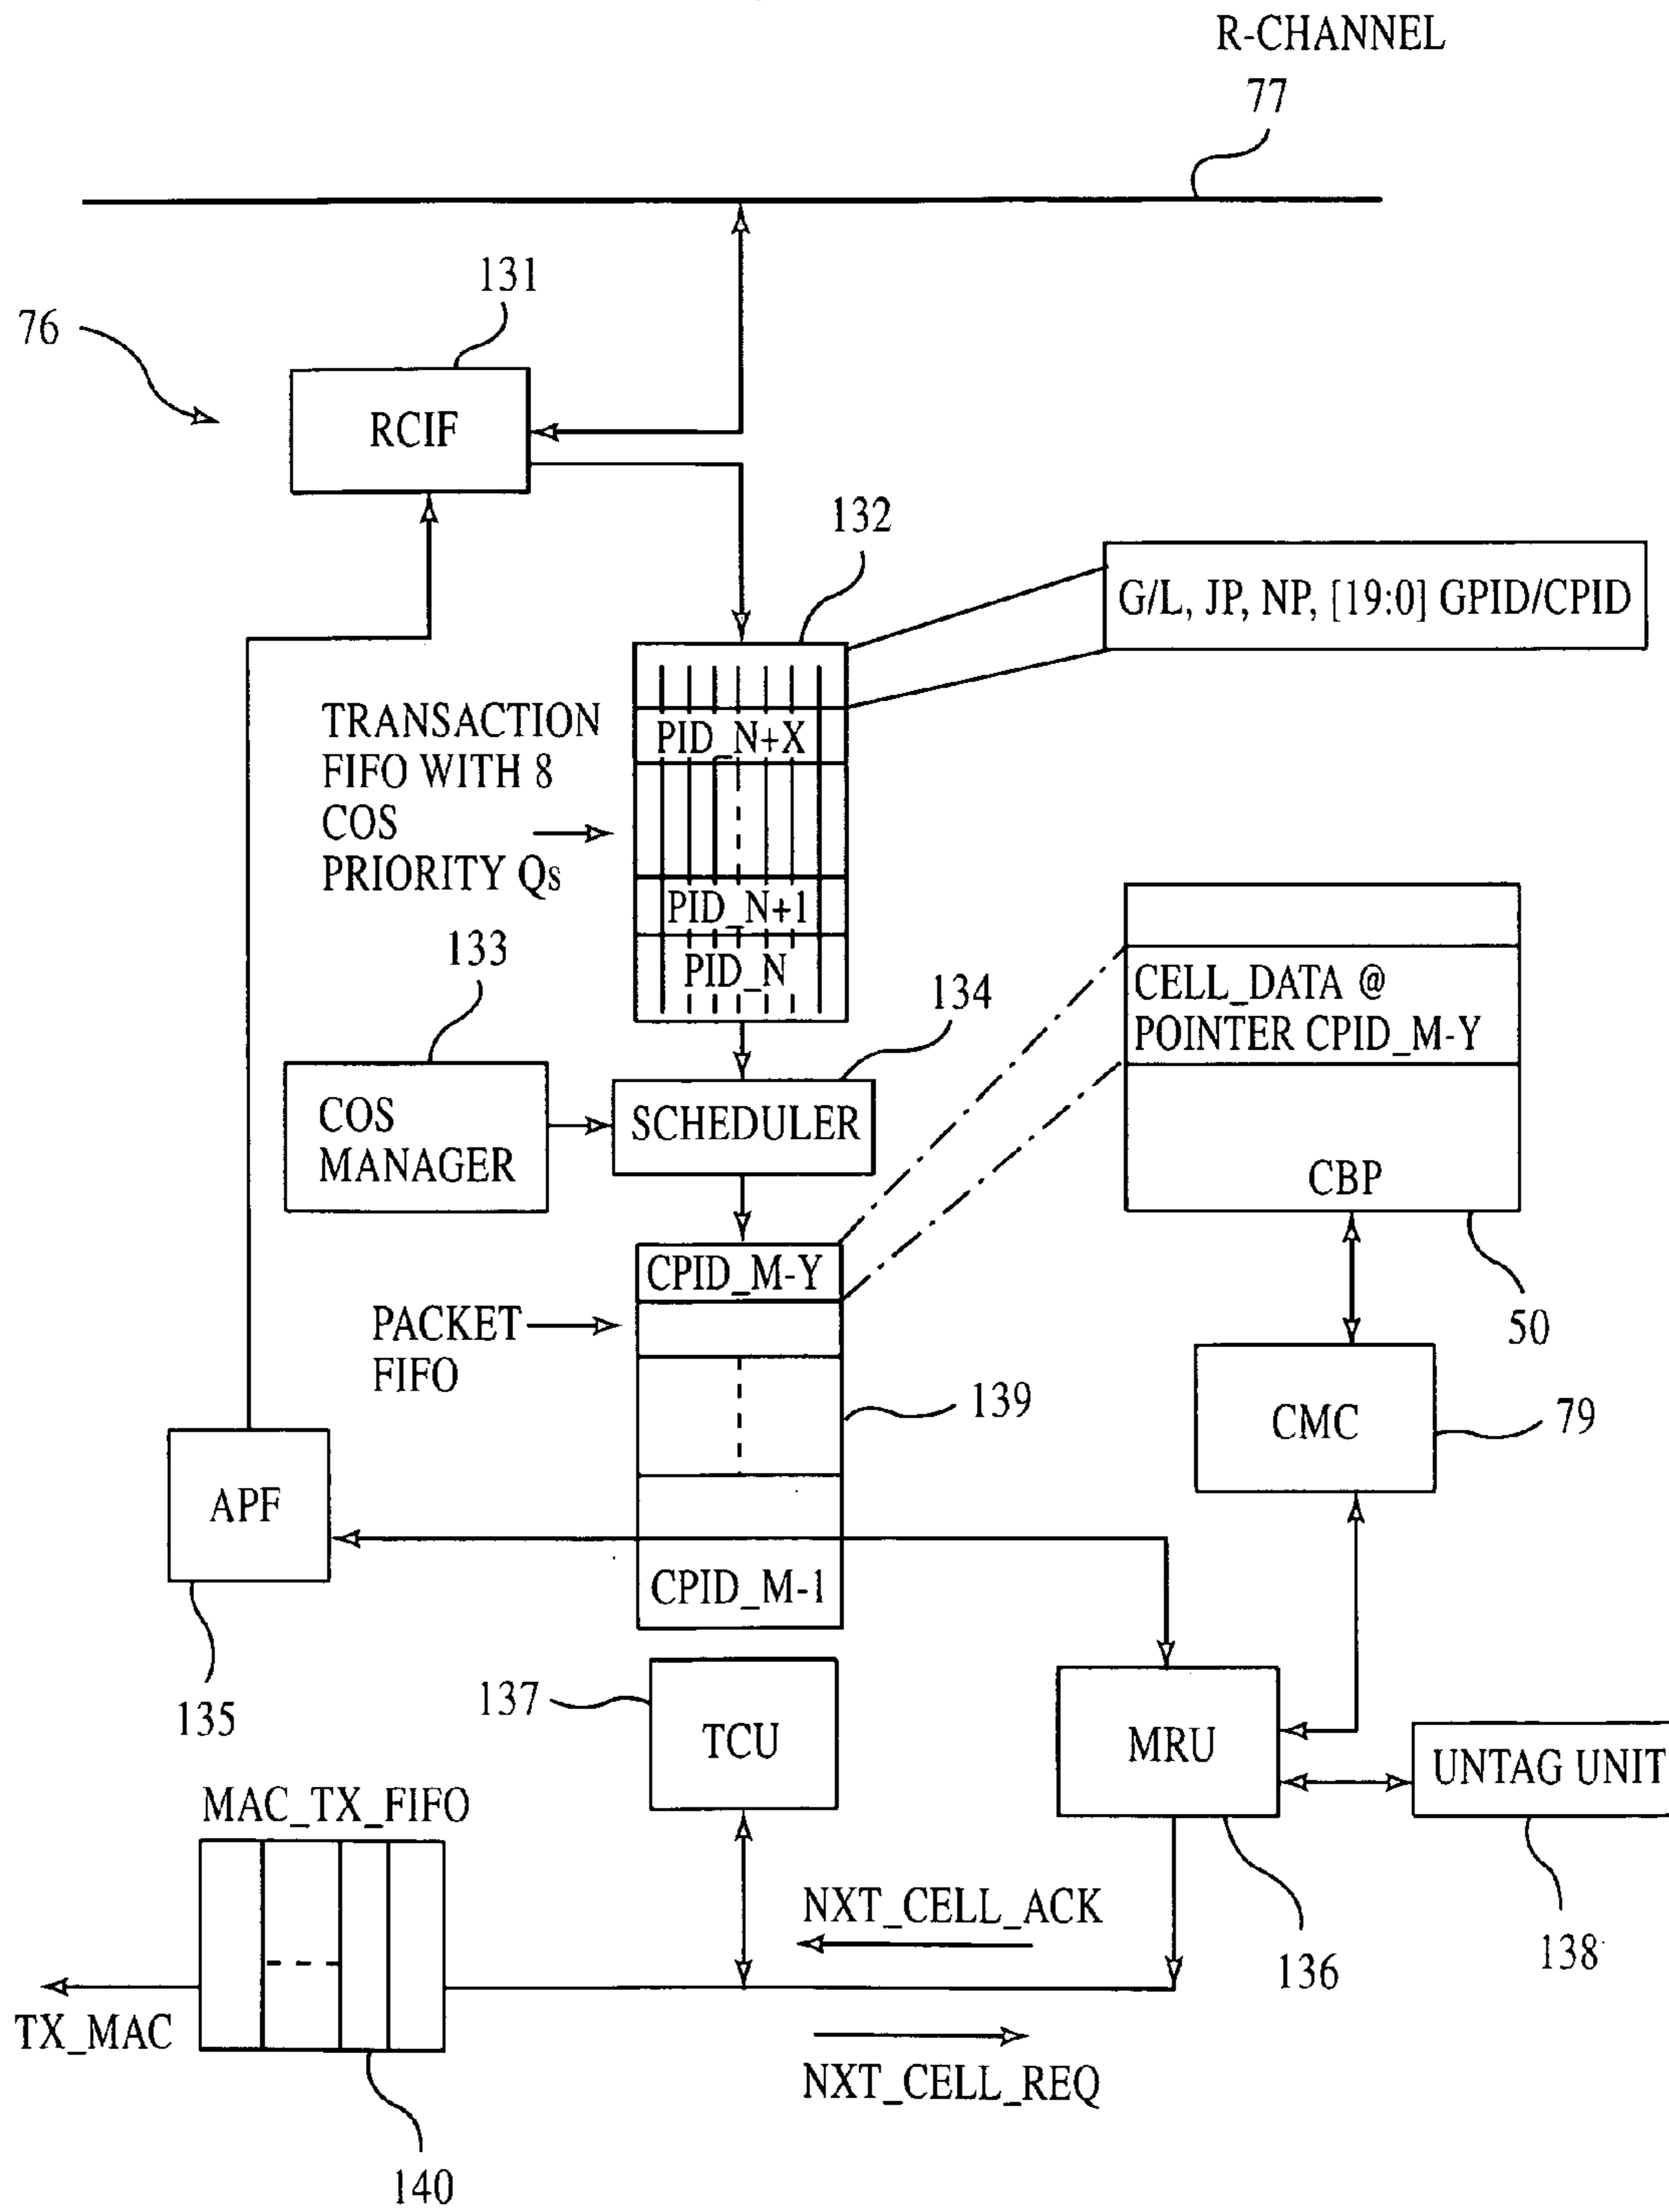 R-CHANNEL
77
131
76
RCIF
132
G/L, JP, NP, [19:0] GPID/CPID
TRANSACTION
FIFO WITH 8
COS
PRIORITY Qs
PID_N+X
PID_N+1
PID_N
133
134
CELL_DATA @
POINTER CPID_M-Y
COS
MANAGER
SCHEDULER
CBP
50
CPID_M-Y
PACKET
FIFO
139
CMC
79
APF
CPID_M-1
135
137
TCU
MRU
UNTAG UNIT
MAC_TX_FIFO
NXT_CELL_ACK
136
138
TX_MAC
NXT_CELL_REQ
140